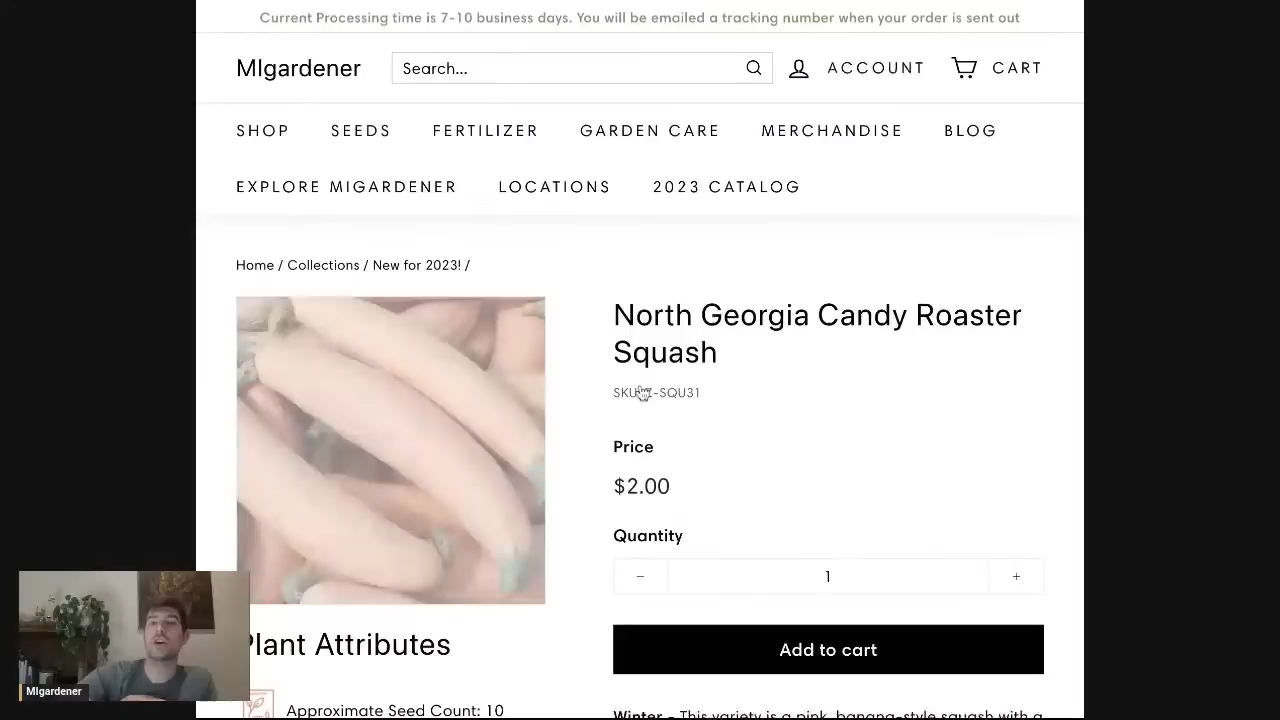 Current Processing time is 7-10 business days. You will be emailed a tracking number when your order is sent out
MIgardener
Search...
ACCOUNT
CART
SHOP SEEDS FERTILIZER GARDEN CARE MERCHANDISE BLOG
EXPLORE MIGARDENER LOCATIONS 2023 CATALOG
Home / Collections / New for 2023! /
North Georgia Candy Roaster
Squash
-SQU31
Price
$2.00
Quantity
− 1 +
Add to cart
Plant Attributes
Approximate Seed Count: 10
Winter - This variety is a pink, banana-style squash with a
MIgardener